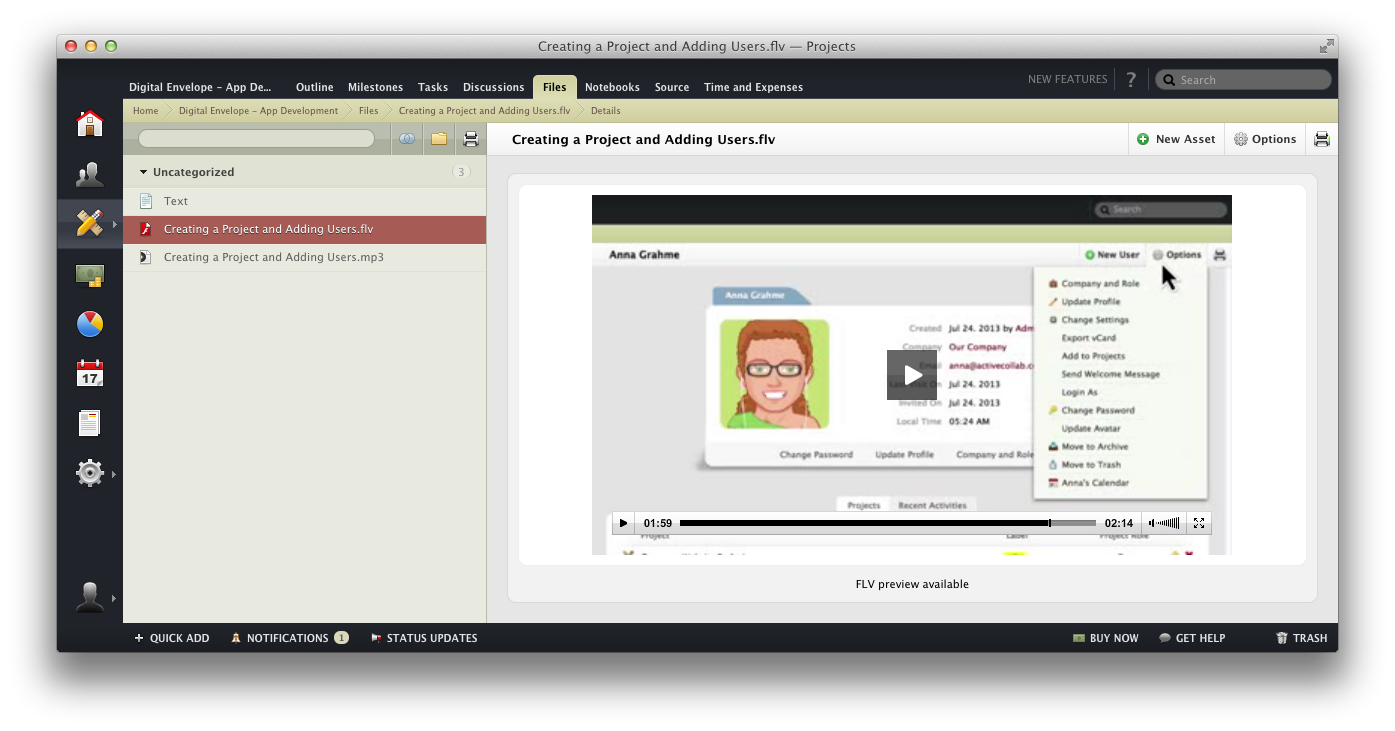 Creating a Project and Adding Users.flv — Projects
Digital Envelope – App De... Outline Milestones Tasks Discussions Files Notebooks Source Time and Expenses
NEW FEATURES ? Search
Home Digital Envelope – App Development Files Creating a Project and Adding Users.flv Details
Creating a Project and Adding Users.flv
New Asset Options
Uncategorized 3
Text
Creating a Project and Adding Users.flv
Creating a Project and Adding Users.mp3
17
Search
Anna Grahme
New User Options
Anna Grahme
Created Jul 24. 2013 by Adm
Company Our Company
Email anna@activecollab.co
Jul 24. 2013
Invited On Jul 24. 2013
Local Time 05:24 AM
Change Password Update Profile Company and Role
Company and Role
Update Profile
Change Settings
Export vCard
Add to Projects
Send Welcome Message
Login As
Change Password
Update Avatar
Move to Archive
Move to Trash
Anna's Calendar
Projects Recent Activities
01:59 02:14
Project Label Project Role
FLV preview available
QUICK ADD NOTIFICATIONS 1 STATUS UPDATES
BUY NOW GET HELP TRASH